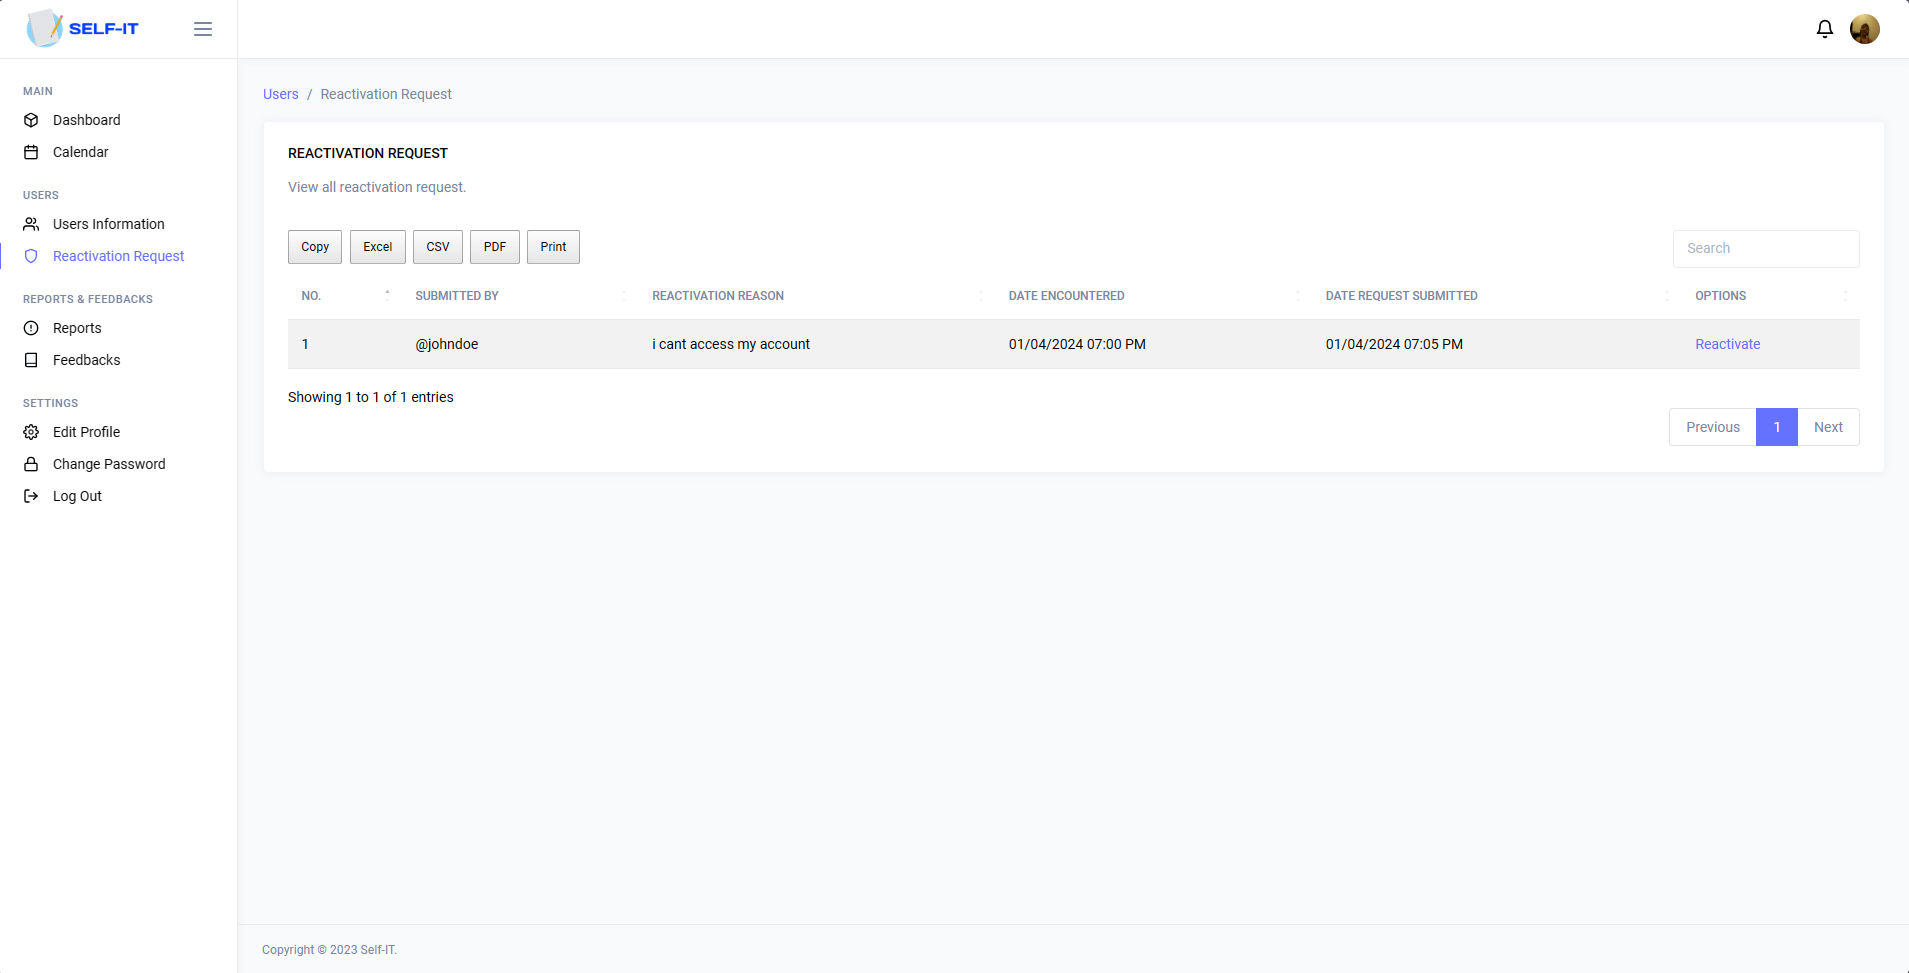 SELF-IT
MAIN
Dashboard
Calendar
USERS
Users Information
Reactivation Request
REPORTS & FEEDBACKS
Reports
Feedbacks
SETTINGS
Edit Profile
Change Password
Log Out
Users / Reactivation Request
REACTIVATION REQUEST
View all reactivation request.
Copy Excel CSV PDF Print Search
NO. SUBMITTED BY REACTIVATION REASON DATE ENCOUNTERED DATE REQUEST SUBMITTED OPTIONS
1 @johndoe i cant access my account 01/04/2024 07:00 PM 01/04/2024 07:05 PM Reactivate
Showing 1 to 1 of 1 entries
Previous 1 Next
Copyright © 2023 Self-IT.